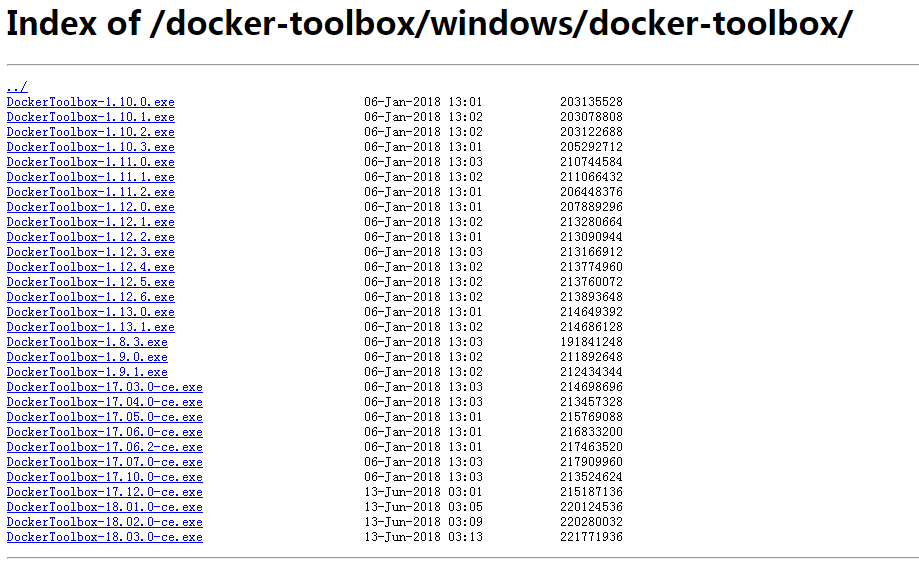 Index of /docker-toolbox/windows/docker-toolbox/
../
DockerToolbox-1.10.0.exe 06-Jan-2018 13:01 203135528
DockerToolbox-1.10.1.exe 06-Jan-2018 13:02 203078808
DockerToolbox-1.10.2.exe 06-Jan-2018 13:02 203122688
DockerToolbox-1.10.3.exe 06-Jan-2018 13:01 205292712
DockerToolbox-1.11.0.exe 06-Jan-2018 13:03 210744584
DockerToolbox-1.11.1.exe 06-Jan-2018 13:02 211066432
DockerToolbox-1.11.2.exe 06-Jan-2018 13:01 206448376
DockerToolbox-1.12.0.exe 06-Jan-2018 13:01 207889296
DockerToolbox-1.12.1.exe 06-Jan-2018 13:02 213280664
DockerToolbox-1.12.2.exe 06-Jan-2018 13:01 213090944
DockerToolbox-1.12.3.exe 06-Jan-2018 13:03 213166912
DockerToolbox-1.12.4.exe 06-Jan-2018 13:02 213774960
DockerToolbox-1.12.5.exe 06-Jan-2018 13:02 213760072
DockerToolbox-1.12.6.exe 06-Jan-2018 13:02 213893648
DockerToolbox-1.13.0.exe 06-Jan-2018 13:01 214649392
DockerToolbox-1.13.1.exe 06-Jan-2018 13:02 214686128
DockerToolbox-1.8.3.exe 06-Jan-2018 13:03 191841248
DockerToolbox-1.9.0.exe 06-Jan-2018 13:02 211892648
DockerToolbox-1.9.1.exe 06-Jan-2018 13:02 212434344
DockerToolbox-17.03.0-ce.exe 06-Jan-2018 13:03 214698696
DockerToolbox-17.04.0-ce.exe 06-Jan-2018 13:03 213457328
DockerToolbox-17.05.0-ce.exe 06-Jan-2018 13:01 215769088
DockerToolbox-17.06.0-ce.exe 06-Jan-2018 13:01 216833200
DockerToolbox-17.06.2-ce.exe 06-Jan-2018 13:01 217463520
DockerToolbox-17.07.0-ce.exe 06-Jan-2018 13:03 217909960
DockerToolbox-17.10.0-ce.exe 06-Jan-2018 13:03 213524624
DockerToolbox-17.12.0-ce.exe 13-Jun-2018 03:01 215187136
DockerToolbox-18.01.0-ce.exe 13-Jun-2018 03:05 220124536
DockerToolbox-18.02.0-ce.exe 13-Jun-2018 03:09 220280032
DockerToolbox-18.03.0-ce.exe 13-Jun-2018 03:13 221771936